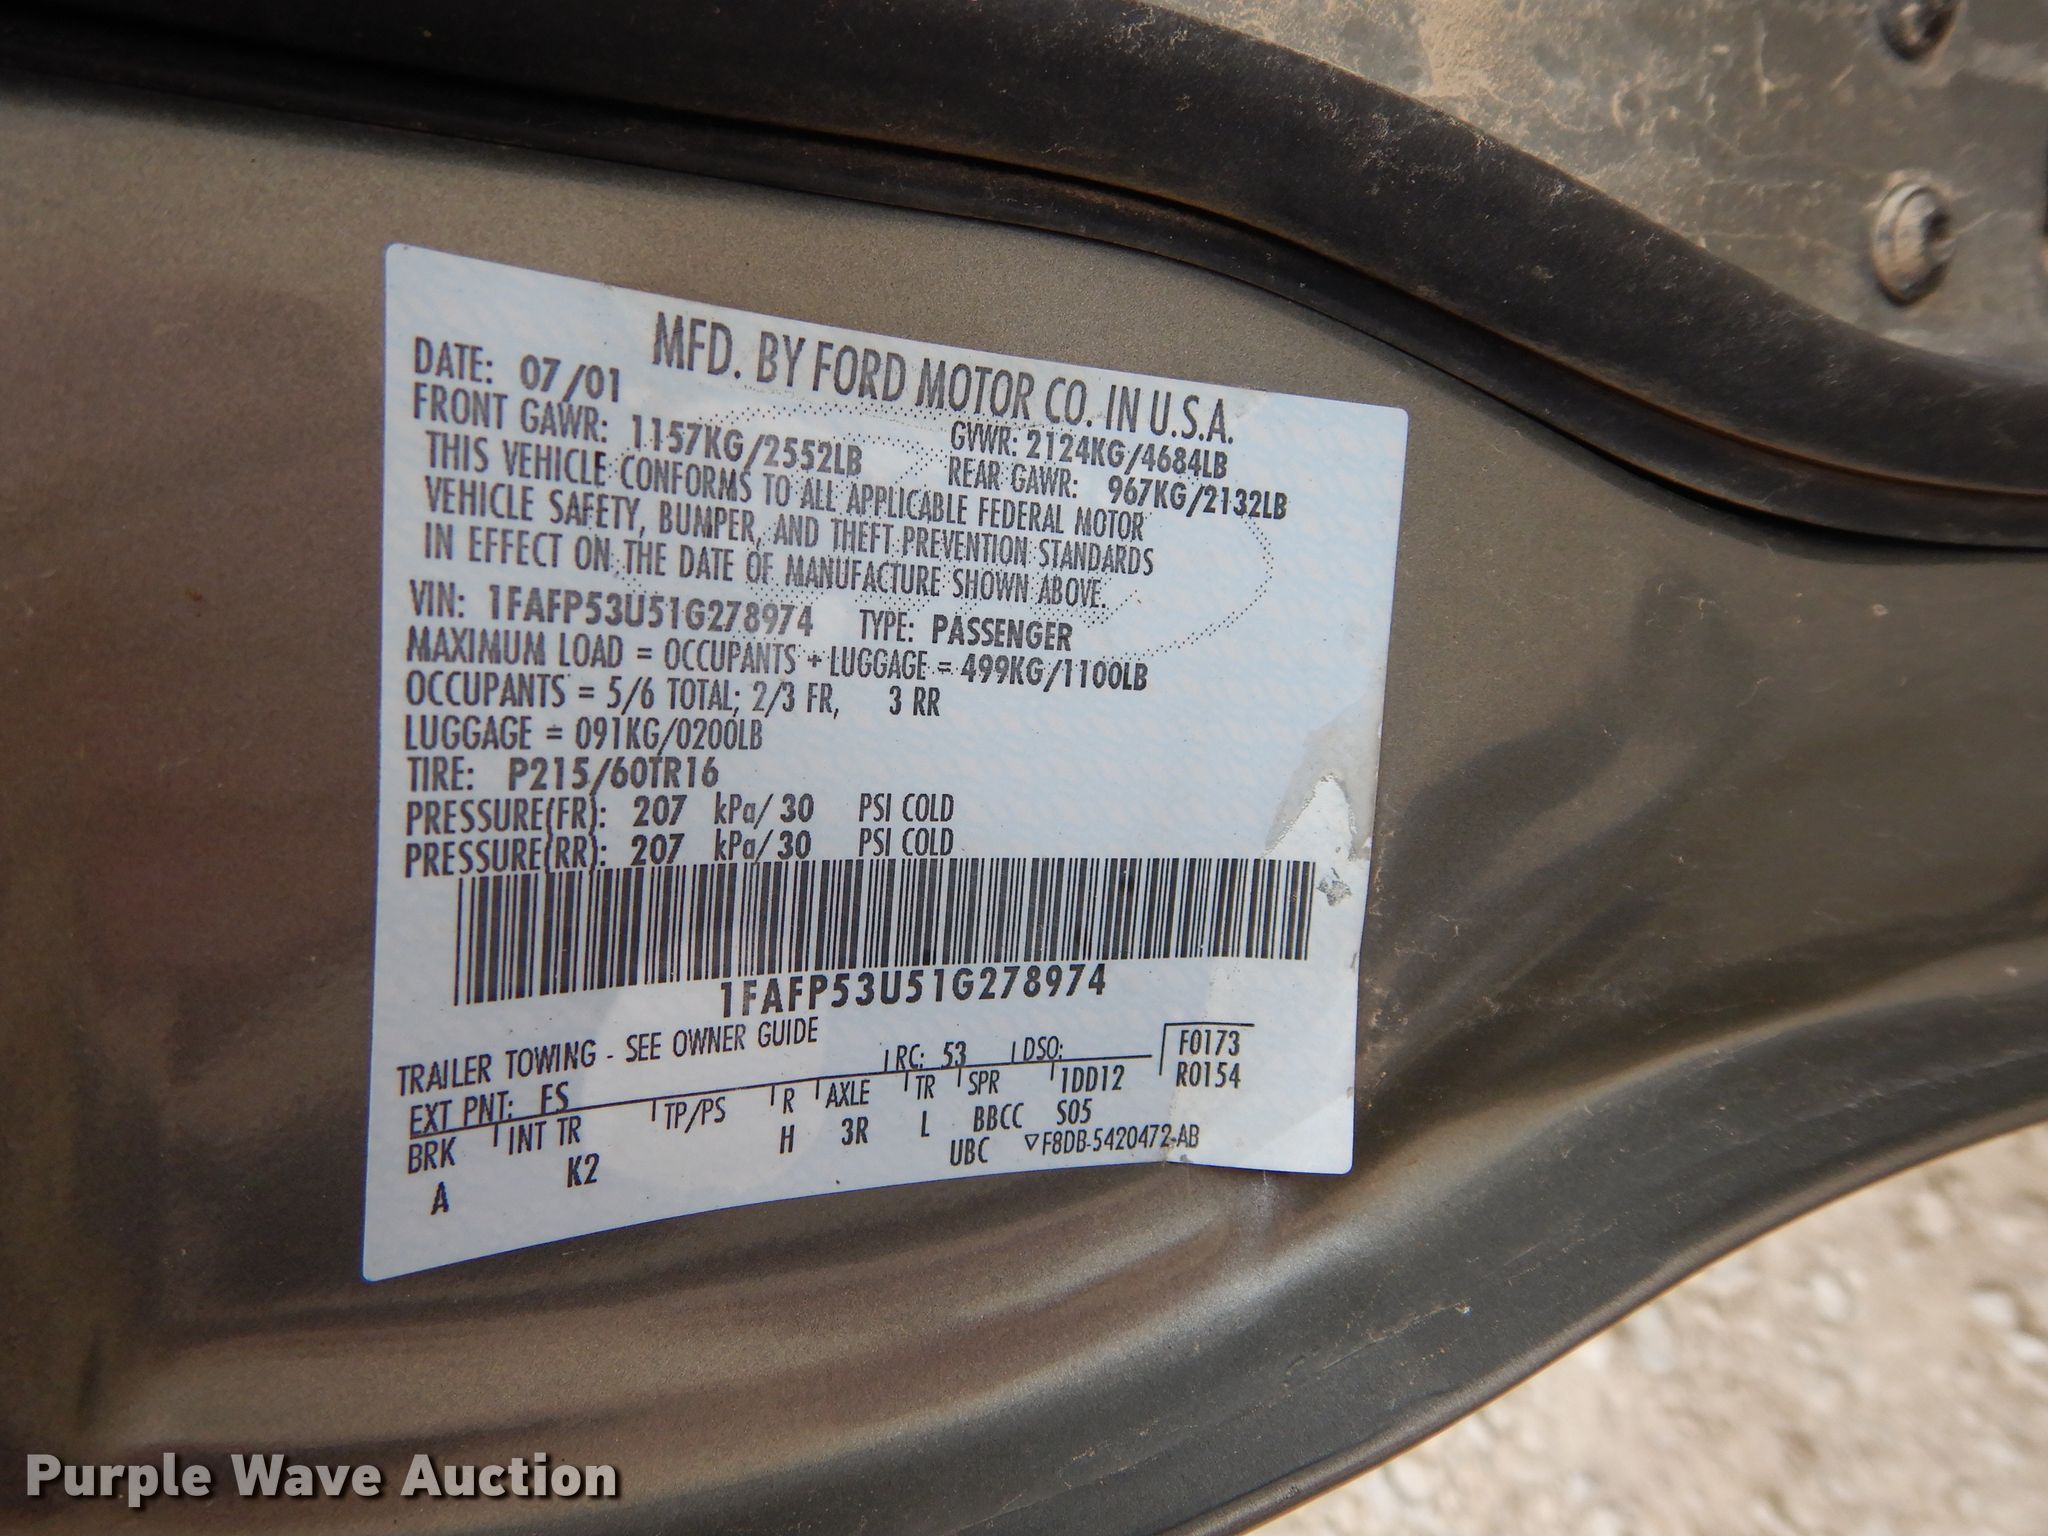 MFD. BY FORD MOTOR CO. IN U.S.A.
DATE: 07/01 GVWR: 2124KG/4684LB
FRONT GAWR: 1157KG/2552LB REAR GAWR: 967KG/2132LB
THIS VEHICLE CONFORMS TO ALL APPLICABLE FEDERAL MOTOR
VEHICLE SAFETY, BUMPER, AND THEFT PREVENTION STANDARDS
IN EFFECT ON THE DATE OF MANUFACTURE SHOWN ABOVE.
VIN: 1FAFP53U51G278974 TYPE: PASSENGER
MAXIMUM LOAD = OCCUPANTS + LUGGAGE = 499KG/1100LB
OCCUPANTS = 5/6 TOTAL; 2/3 FR, 3 RR
LUGGAGE = 091KG/0200LB
TIRE: P215/60TR16
PRESSURE(FR): 207 kPa/ 30 PSI COLD
PRESSURE(RR): 207 kPa/ 30 PSI COLD
1FAFP53U51G278974
TRAILER TOWING - SEE OWNER GUIDE
F0173
EXT PNT: FS RC: 53 DSO: R0154
BRK INT TR TP/PS R AXLE TR SPR 1DD12
A K2 H 3R L BBCC S05
UBC ▽F8DB-5420472-AB
Purple Wave Auction